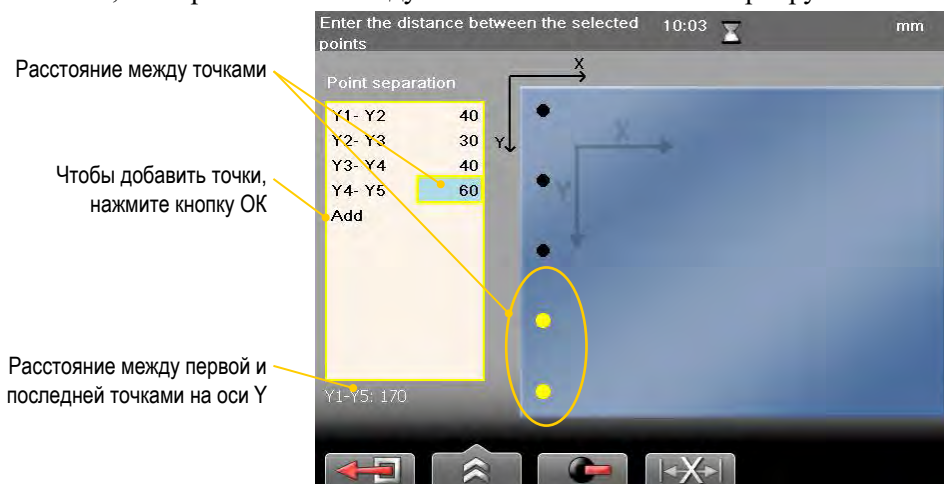 Enter the distance between the selected
points
10:03
mm
Расстояние между точками
Point separation
X
Y1- Y2 40
Y2- Y3 30
Y
X
Y3- Y4 40
Чтобы добавить точки,
нажмите кнопку ОК
Y4- Y5 60
Y
Add
Расстояние между первой и
последней точками на оси Y
Y1-Y5: 170
X